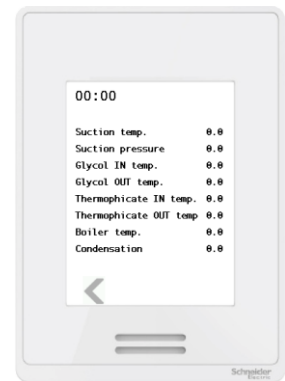 00:00
Suction temp. 0.0
Suction pressure 0.0
Glycol IN temp. 0.0
Glycol OUT temp. 0.0
Thermophicate IN temp. 0.0
Thermophicate OUT temp 0.0
Boiler temp. 0.0
Condensation 0.0
Schneider
Electric